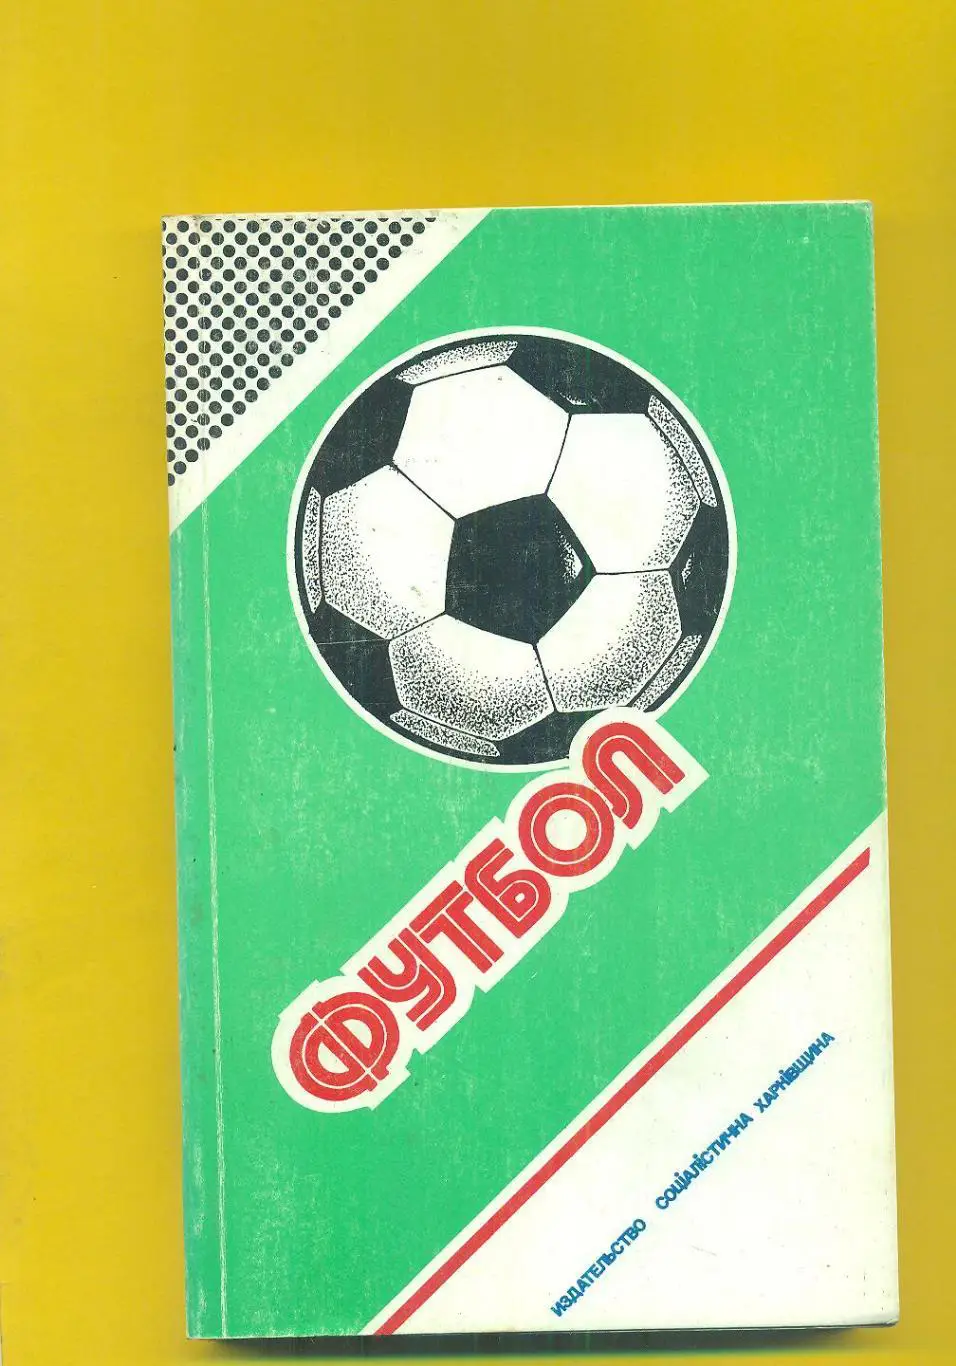 ФУТБОЛ
ИЗДАТЕЛЬСТВО СОЦІАЛІСТИЧНА ХАРКІВЩИНА